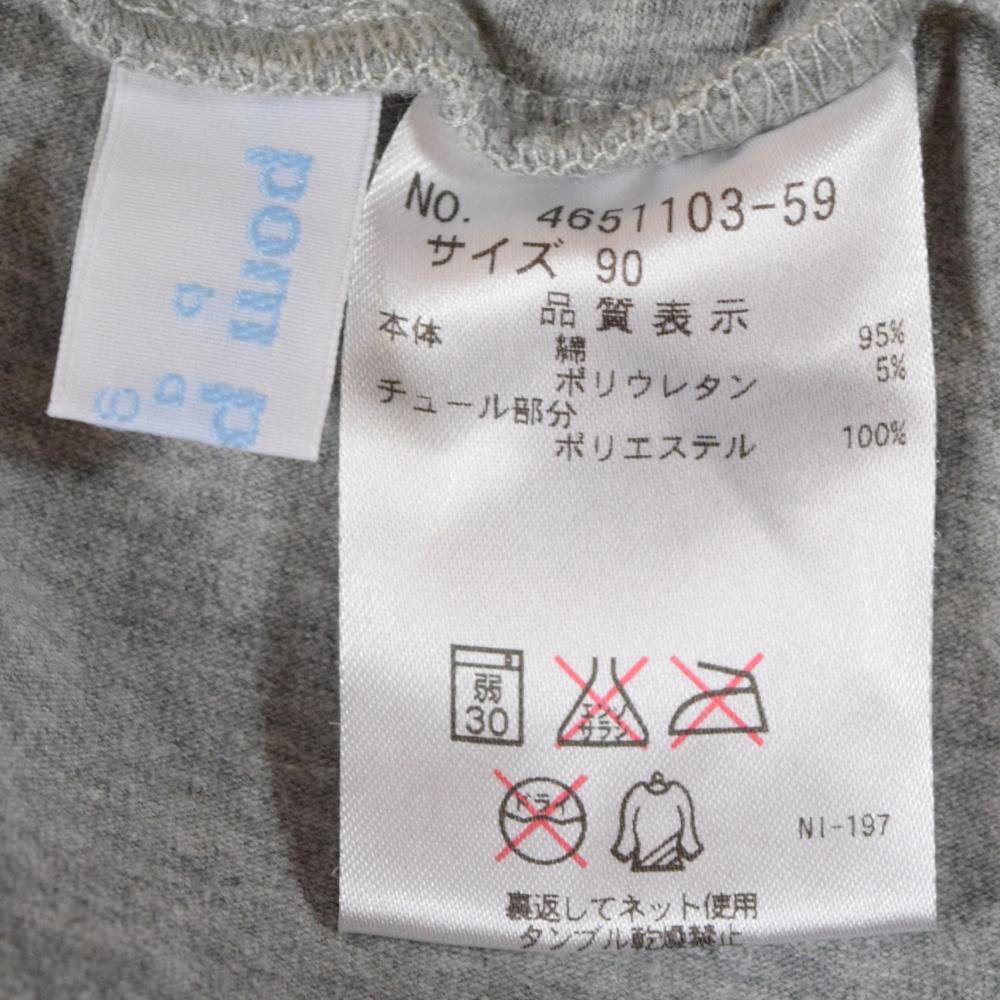 pom p
b a
9
NO. 4651103-59
サイズ 90
品質表示
本体
綿 95%
ポリウレタン 5%
チュール部分
ポリエステル 100%
弱
30
エンソ
サラシ
ドライ
NI-197
裏返してネット使用
タンブル乾燥禁止